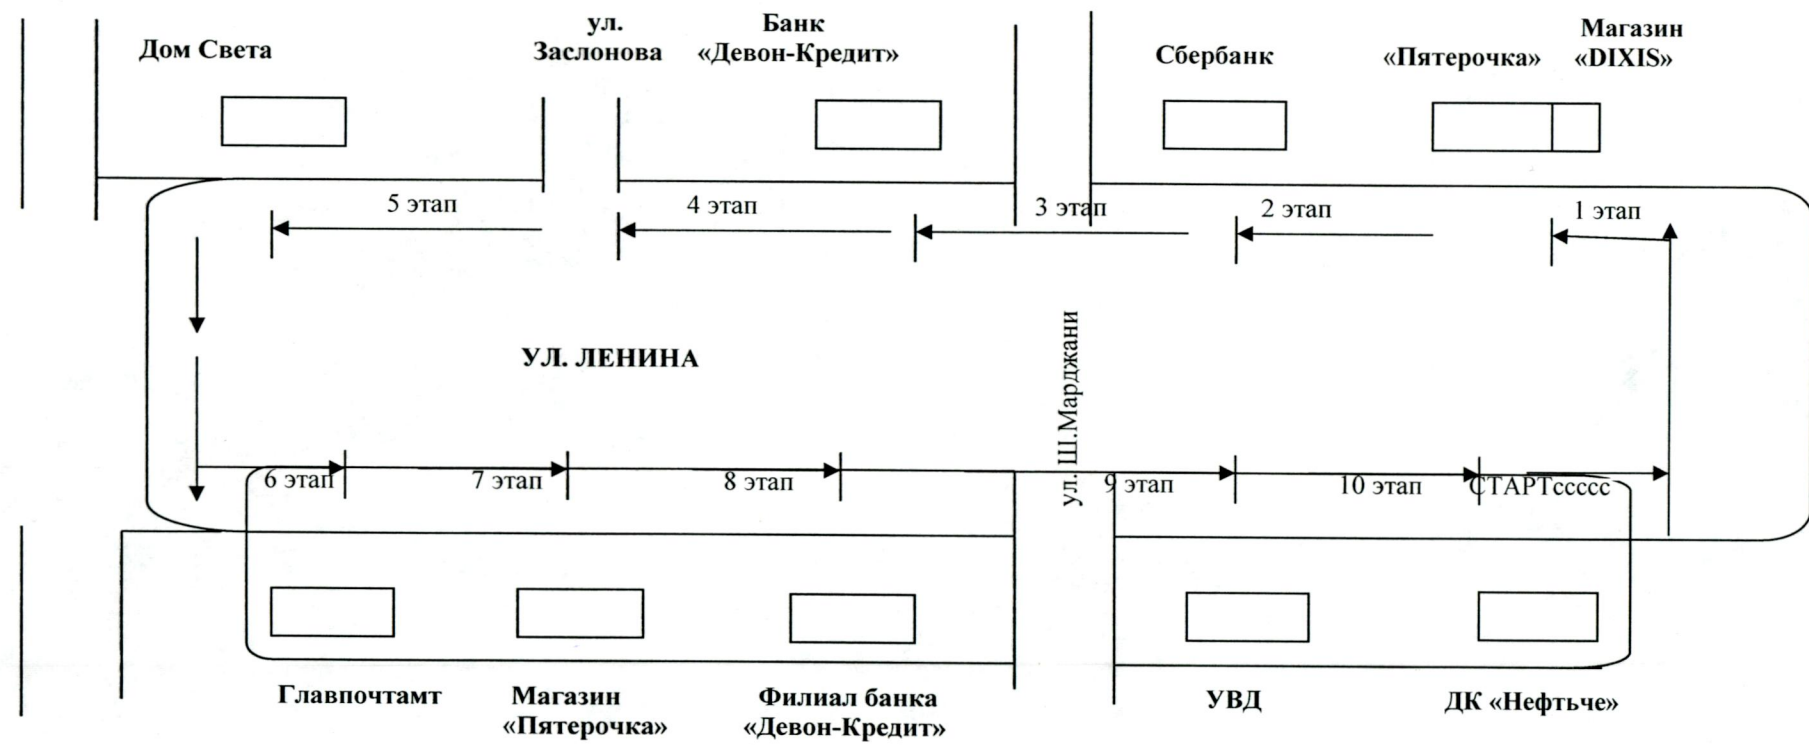 Дом Света
ул.
Заслонова
Банк
«Девон-Кредит»
Сбербанк
«Пятерочка»
Магазин
«DIXIS»
5 этап
4 этап
3 этап
2 этап
1 этап
УЛ. ЛЕНИНА
ул. Ш.Марджани
6 этап
7 этап
8 этап
9 этап
10 этап
СТАРТссссс
Главпочтамт
Магазин
«Пятерочка»
Филиал банка
«Девон-Кредит»
УВД
ДК «Нефтьче»